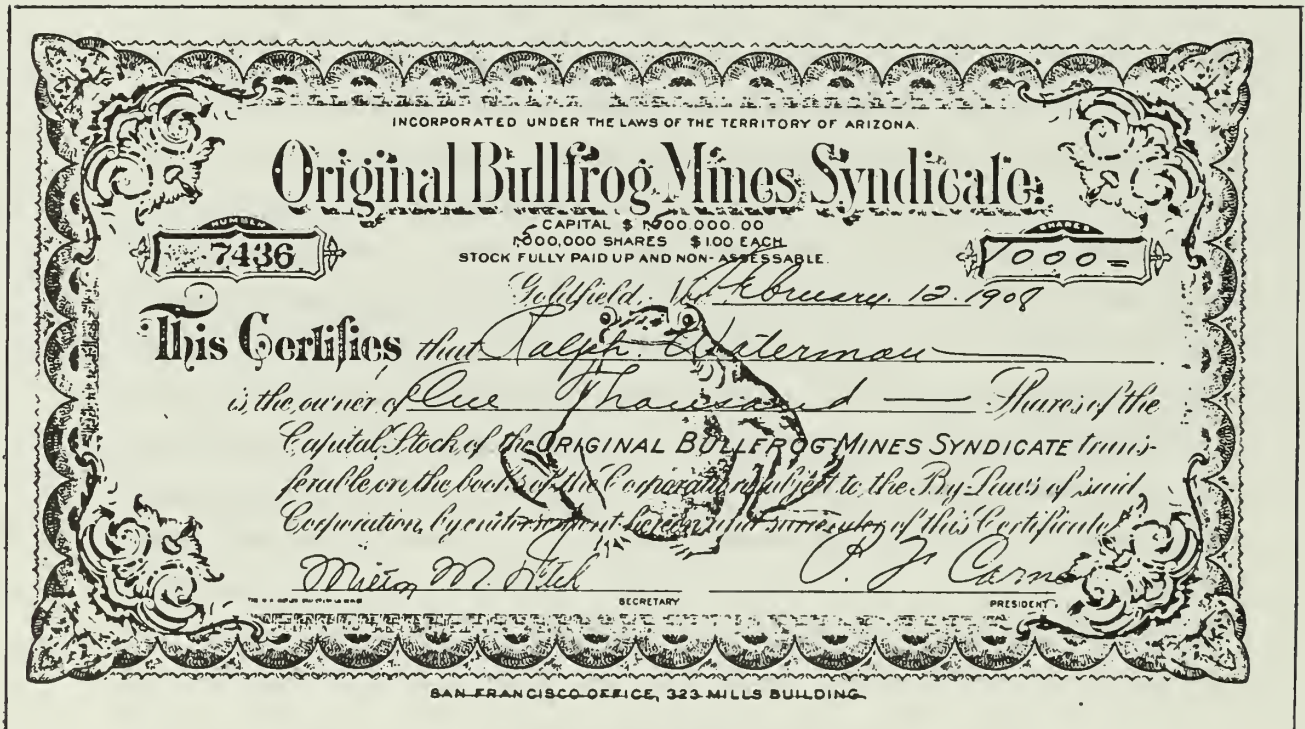 INCORPORATED UNDER THE LAWS OF THE TERRITORY OF ARIZONA.
Original Bullfrog Mines Syndicate.
CAPITAL $ 1,000.000.00
1,000,000 SHARES $1.00 EACH
STOCK FULLY PAID UP AND NON-ASSESSABLE.
7436
1000=
Goldfield, February. 12. 1908
This Certifies that Ralph. Waterman
is the owner of One Thousand Shares of the
Capital Stock of the ORIGINAL BULLFROG MINES SYNDICATE trans-
ferable on the books of the Corporation subject to the By-Laws of said
Corporation, by endorsement hereon upon surrender of this Certificate
Milton M.
P. J. Carn
SECRETARY
PRESIDENT
SAN FRANCISCO OFFICE, 323 MILLS BUILDING.